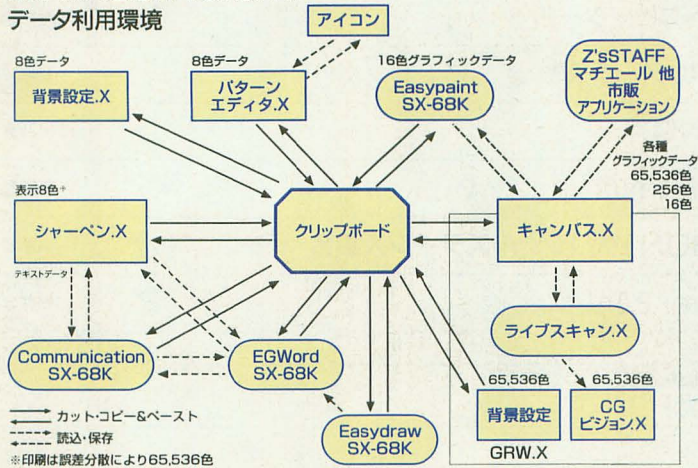 データ利用環境
アイコン
8色データ
背景設定.X
8色データ
パターン
エディタ.X
16色グラフィックデータ
Easypaint
SX-68K
Z'sSTAFF
マチエール 他
市販
アプリケーション
各種
グラフィックデータ
65,536色
256色
16色
表示8色※
シャーペン.X
クリップボード
キャンバス.X
テキストデータ
ライブスキャン.X
Communication
SX-68K
EGWord
SX-68K
65,536色
背景設定
65,536色
CG
ビジョン.X
GRW.X
Easydraw
SX-68K
カット・コピー&ペースト
読込・保存
※印刷は誤差分散により65,536色